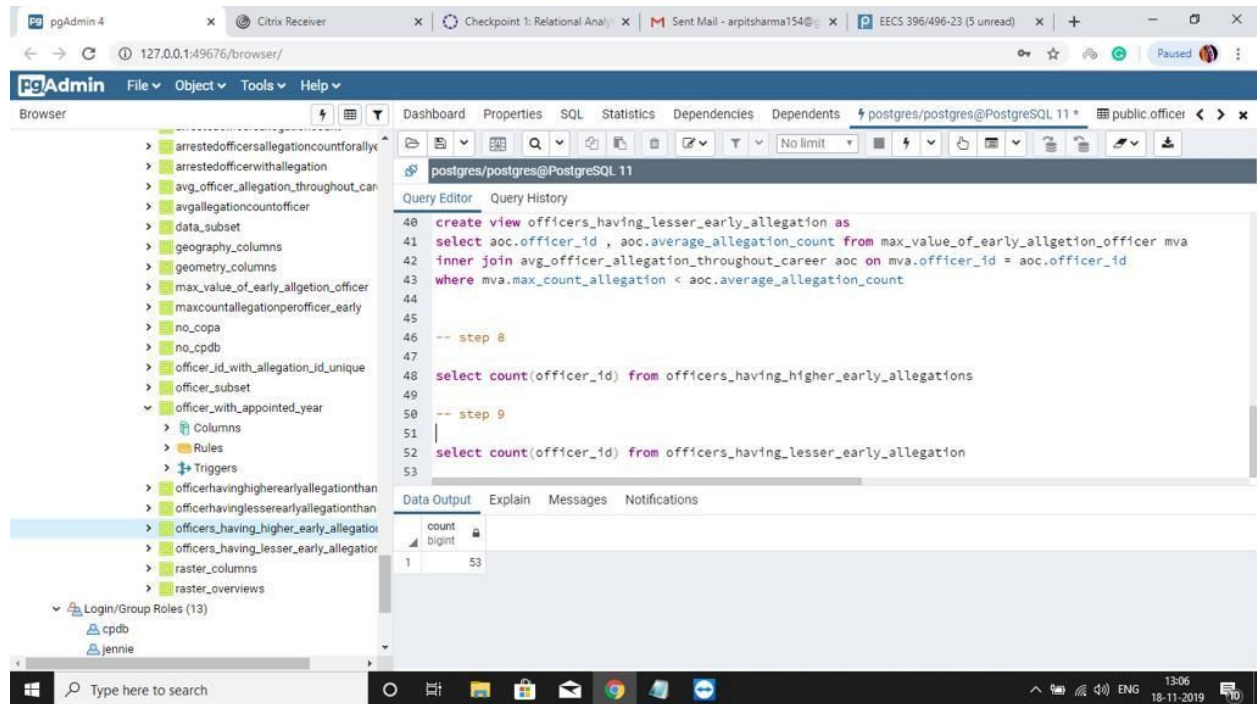 pgAdmin 4
Citrix Receiver
Checkpoint 1: Relational Analy
Sent Mail - arpitsharma154@g
EECS 396/496-23 (5 unread)
127.0.0.1:49676/browser/
Paused
pgAdmin File Object Tools Help
Browser
Dashboard Properties SQL Statistics Dependencies Dependents postgres/postgres@PostgreSQL 11 * public.officer
No limit
postgres/postgres@PostgreSQL 11
Query Editor Query History
arrestedofficersallegationcountforallye
arrestedofficerwithallegation
avg_officer_allegation_throughout_care
avgallegationcountofficer
data_subset
geography_columns
geometry_columns
max_value_of_early_allgetion_officer
maxcountallegationperofficer_early
no_copa
no_cpdb
officer_id_with_allegation_id_unique
officer_subset
officer_with_appointed_year
Columns
Rules
Triggers
officerhavinghigherearlyallegationthan
officerhavinglesserearlyallegationthan
officers_having_higher_early_allegation
officers_having_lesser_early_allegation
raster_columns
raster_overviews
Login/Group Roles (13)
cpdb
jennie
40 create view officers_having_lesser_early_allegation as
41 select aoc.officer_id , aoc.average_allegation_count from max_value_of_early_allgetion_officer mva
42 inner join avg_officer_allegation_throughout_career aoc on mva.officer_id = aoc.officer_id
43 where mva.max_count_allegation < aoc.average_allegation_count
44
45
46 -- step 8
47
48 select count(officer_id) from officers_having_higher_early_allegations
49
50 -- step 9
51
52 select count(officer_id) from officers_having_lesser_early_allegation
53
Data Output Explain Messages Notifications
count
bigint
1 53
Type here to search
ENG
13:06
18-11-2019